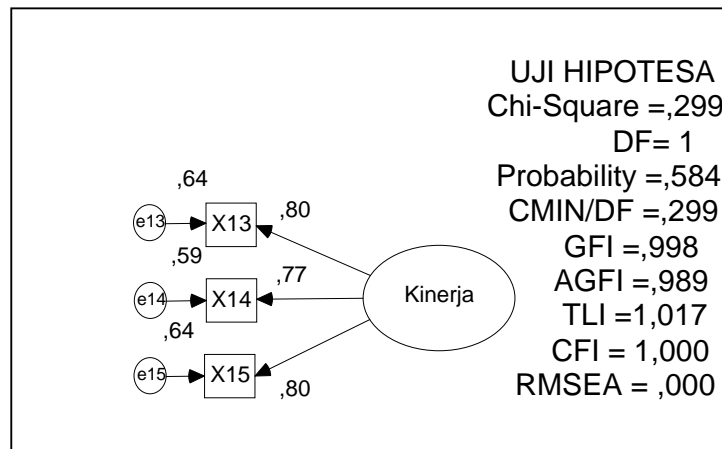 UJI HIPOTESA
Chi-Square =,299
DF= 1
Probability =,584
CMIN/DF =,299
GFI =,998
AGFI =,989
TLI =1,017
CFI = 1,000
RMSEA = ,000
,64
e13
X13
,80
,59
e14
X14
,77
Kinerja
,64
e15
X15
,80